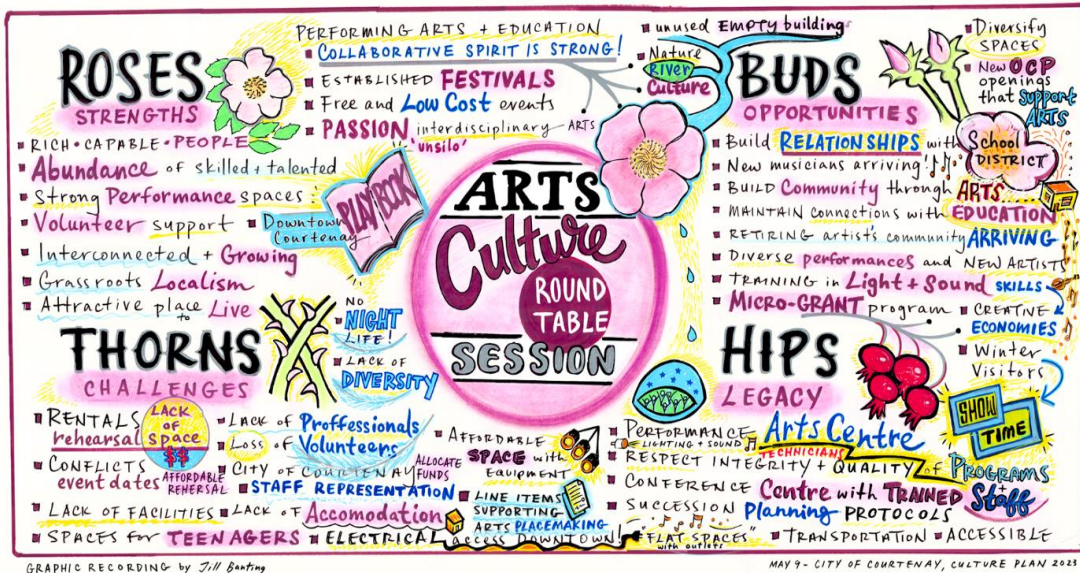 ROSES
STRENGTHS
RICH • CAPABLE • PEOPLE
Abundance of skilled + talented
Strong Performance spaces
Volunteer support
Downtown
Courtenay
Interconnected + Growing
Grassroots Localism
Attractive place to Live
PERFORMING ARTS + EDUCATION
COLLABORATIVE SPIRIT IS STRONG!
ESTABLISHED FESTIVALS
Free and Low Cost events
PASSION interdisciplinary ARTS
'unsilo'
PLAYBOOK
ARTS
Culture
ROUND
TABLE
SESSION
BUDS
OPPORTUNITIES
unused EMPTY buildings
Nature
River
Culture
Diversify
SPACES
New OCP
openings
that support
ARTS
Build RELATIONSHIPS with
School
DISTRICT
New musicians arriving
BUILD Community through ARTS...
MAINTAIN connections with EDUCATION
RETIRING artist's community ARRIVING
Diverse performances and NEW ARTISTS
TRAINING in Light + Sound SKILLS
MICRO-GRANT program
CREATIVE
ECONOMIES
Winter
Visitors
THORNS
CHALLENGES
NO
NIGHT
LIFE!
LACK OF
DIVERSITY
RENTALS
rehearsal
LACK
OF
Space
$$
AFFORDABLE
REHERSAL
CONFLICTS
event dates
LACK OF FACILITIES
SPACES for TEENAGERS
Lack of Proffessionals
Loss of Volunteers
CITY OF COURTENAY
STAFF REPRESENTATION
ALLOCATE
FUNDS
LACK OF Accomodation
ELECTRICAL access DOWNTOWN!
AFFORDABLE
SPACE with
EQUIPMENT
LINE ITEMS
SUPPORTING
ARTS PLACEMAKING
HIPS
LEGACY
SHOW
TIME
PERFORMANCE Arts Centre
LIGHTING + SOUND TECHNICIANS
RESPECT INTEGRITY + QUALITY of PROGRAMS
+
Staff
CONFERENCE Centre with TRAINED
SUCCESSION Planning PROTOCOLS
"FLAT SPACES"
with outlets
TRANSPORTATION
ACCESSIBLE
GRAPHIC RECORDING by Jill Banting
MAY 9 - CITY OF COURTENAY, CULTURE PLAN 2023